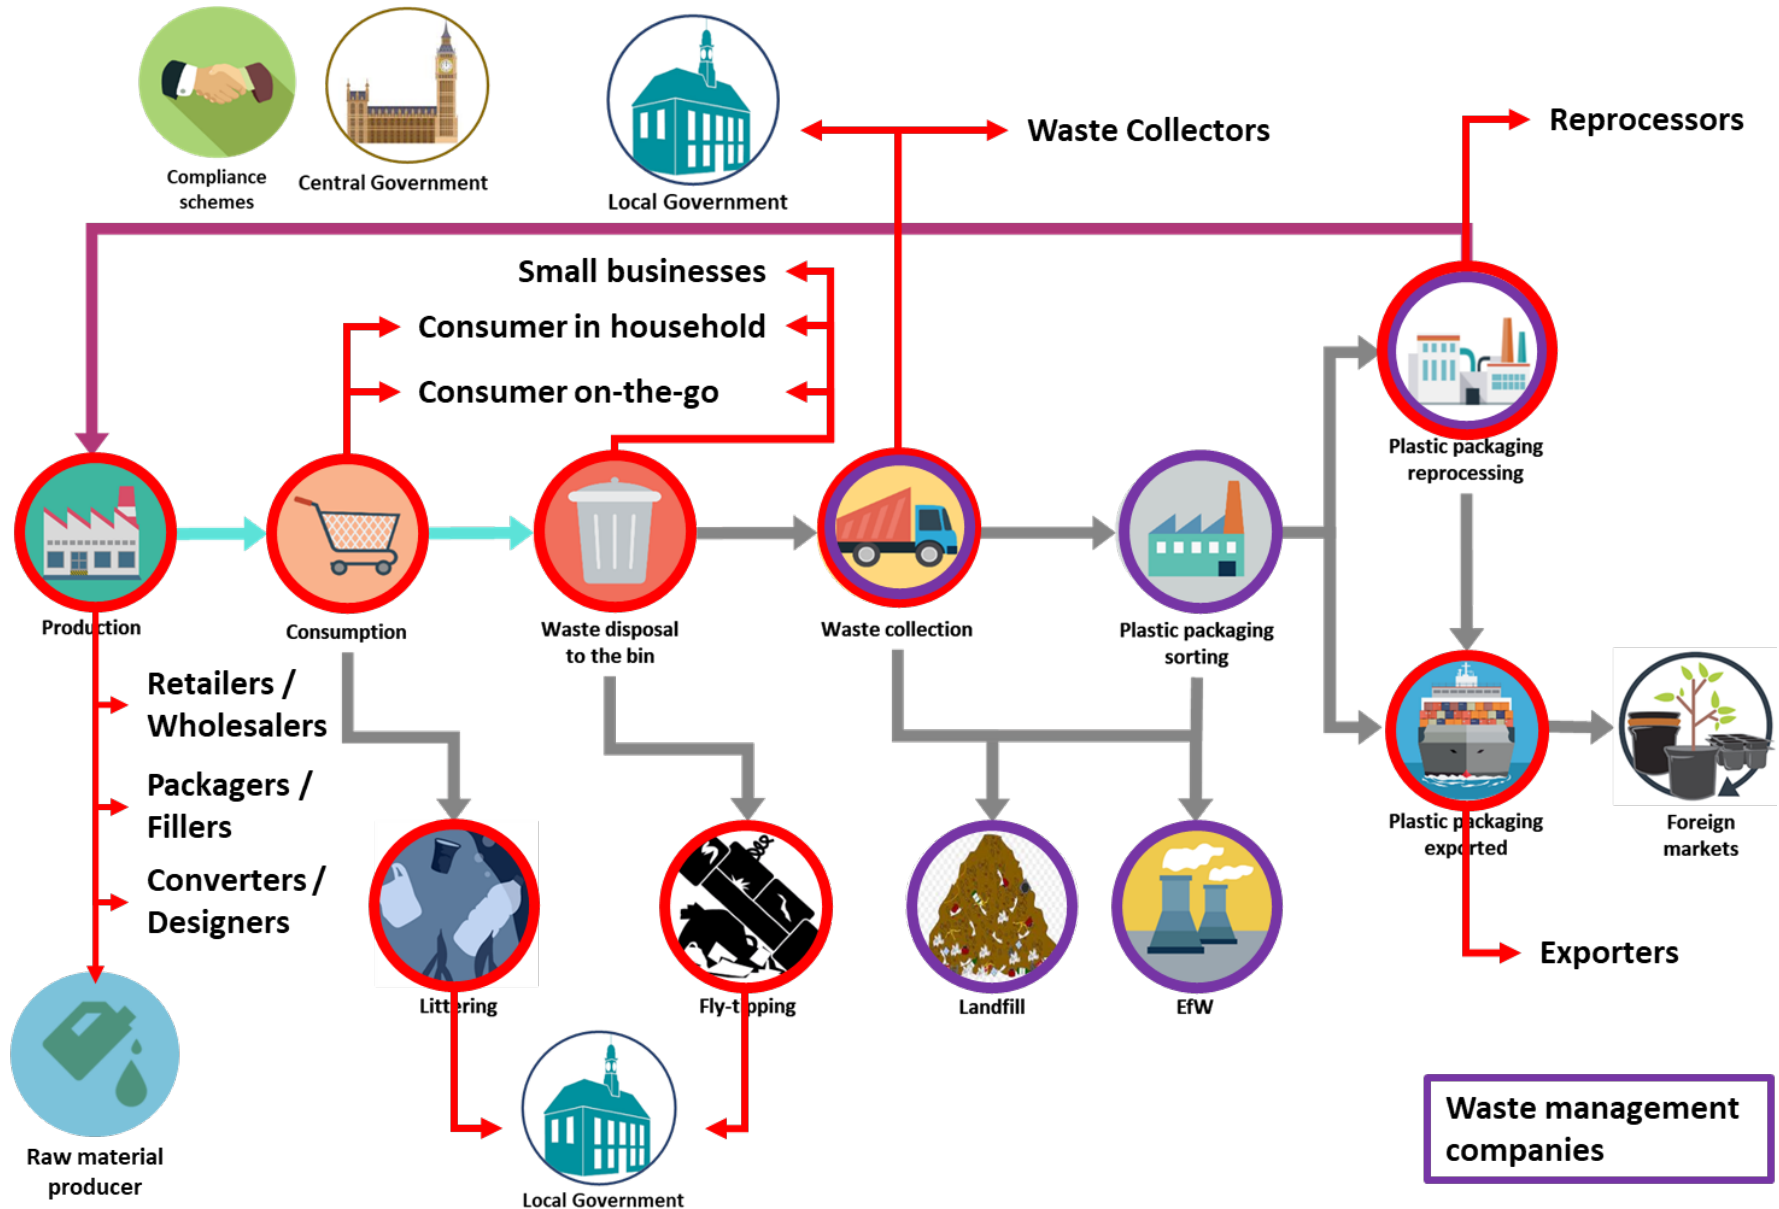 Compliance
schemes
Central Government
Local Government
Waste Collectors
Reprocessors
Small businesses
Consumer in household
Consumer on-the-go
Plastic packaging
reprocessing
Production
Consumption
Waste disposal
to the bin
Waste collection
Plastic packaging
sorting
Retailers /
Wholesalers
Packagers /
Fillers
Converters /
Designers
Plastic packaging
exported
Foreign
markets
Exporters
Littering
Fly-tipping
Landfill
EfW
Raw material
producer
Local Government
Waste management
companies